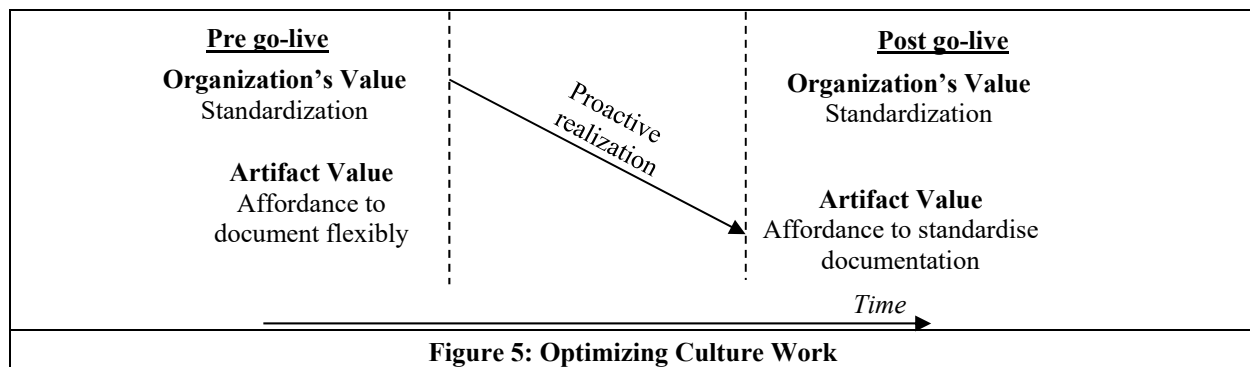 Pre go-live
Organization's Value
Standardization
Artifact Value
Affordance to
document flexibly
Proactive
realization
Post go-live
Organization's Value
Standardization
Artifact Value
Affordance to standardise
documentation
Time
Figure 5: Optimizing Culture Work